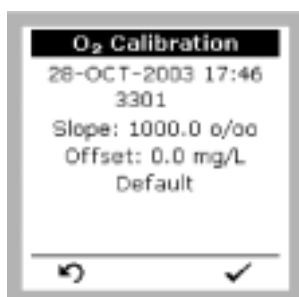 O₂ Calibration
28-OCT-2003 17:46
3301
Slope: 1000.0 o/oo
Offset: 0.0 mg/L
Default